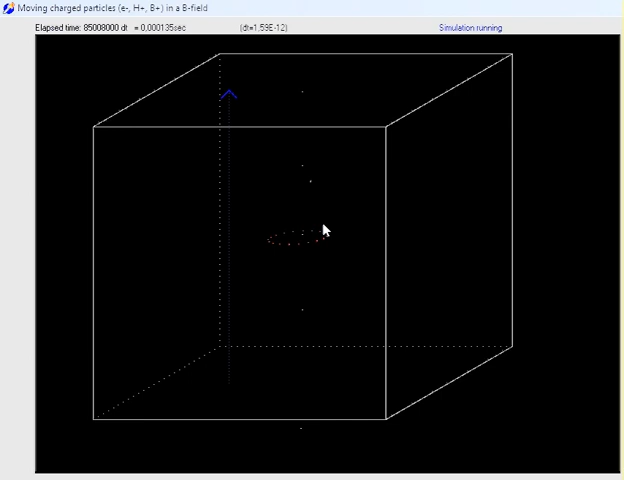 Moving charged particles (e-, H+, B+) in a B-field
Elapsed time: 85008000 dt = 0,000135sec (dt=1,59E-12) Simulation running